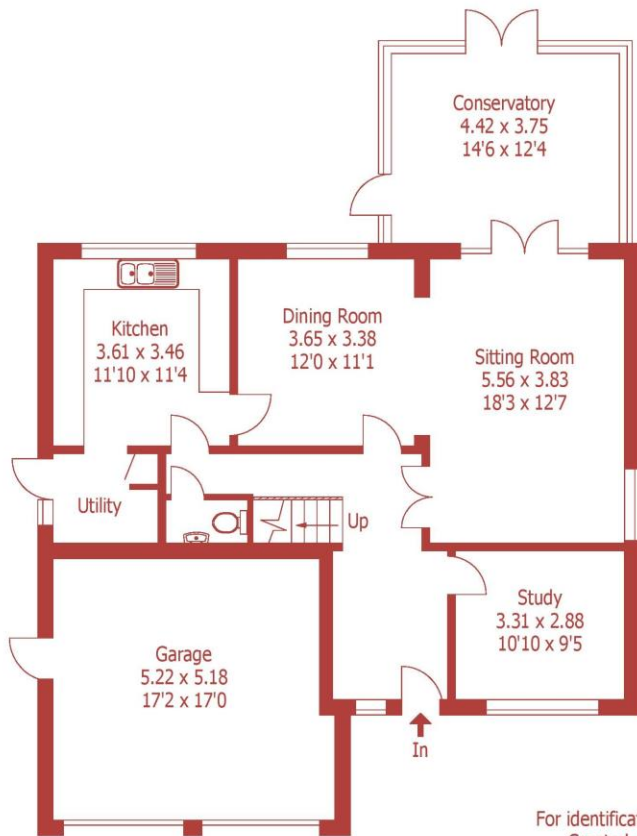 Conservatory
4.42 x 3.75
14'6 x 12'4
Kitchen
3.61 x 3.46
11'10 x 11'4
Dining Room
3.65 x 3.38
12'0 x 11'1
Sitting Room
5.56 x 3.83
18'3 x 12'7
Utility
Up
Study
3.31 x 2.88
10'10 x 9'5
Garage
5.22 x 5.18
17'2 x 17'0
In
For